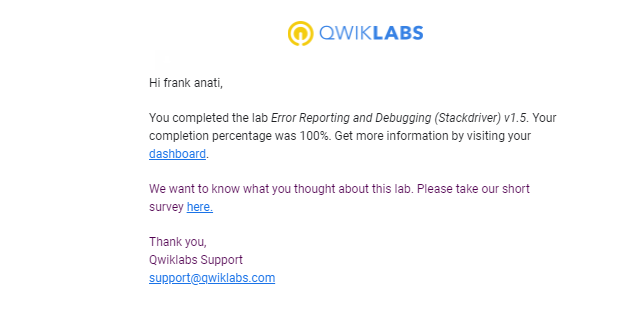 QWIKLABS
Hi frank anati,
You completed the lab Error Reporting and Debugging (Stackdriver) v1.5. Your
completion percentage was 100%. Get more information by visiting your
dashboard.
We want to know what you thought about this lab. Please take our short
survey here.
Thank you,
Qwiklabs Support
support@qwiklabs.com